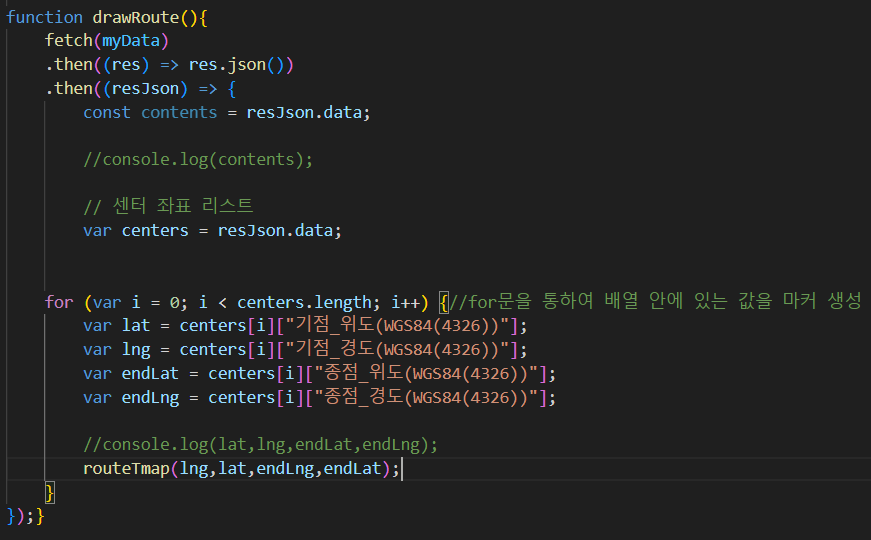 function drawRoute(){
    fetch(myData)
    .then((res) => res.json())
    .then((resJson) => {
        const contents = resJson.data;
        //console.log(contents);
        // 센터 좌표 리스트
        var centers = resJson.data;
    for (var i = 0; i < centers.length; i++) {//for문을 통하여 배열 안에 있는 값을 마커 생성
        var lat = centers[i]["기점_위도(WGS84(4326))"];
        var lng = centers[i]["기점_경도(WGS84(4326))"];
        var endLat = centers[i]["종점_위도(WGS84(4326))"];
        var endLng = centers[i]["종점_경도(WGS84(4326))"];
        //console.log(lat,lng,endLat,endLng);
        routeTmap(lng,lat,endLng,endLat);
    }
});}